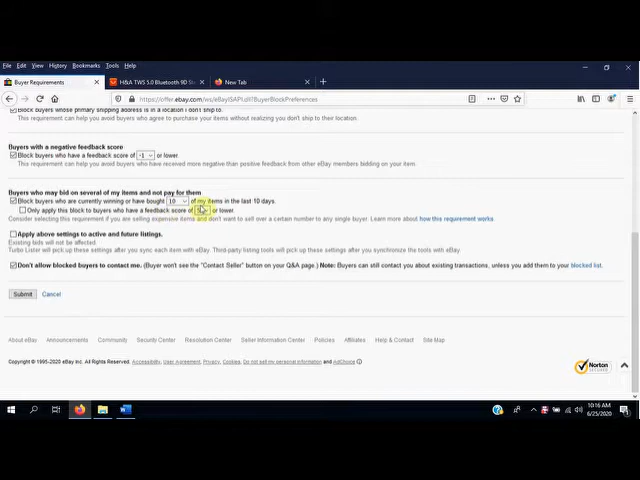 File Edit View History Bookmarks Tools Help
Buyer Requirements
H&A TWS 5.0 Bluetooth 9D St
New Tab
https://offer.ebay.com/ws/eBayISAPI.dll?BuyerBlockPreferences
Block buyers whose primary shipping address is in a location I don't ship to.
This requirement can help you avoid buyers who agree to purchase your items without realizing you don't ship to their location.
Buyers with a negative feedback score
Block buyers who have a feedback score of -1 or lower.
This requirement can help you avoid buyers who have received more negative than positive feedback from other eBay members bidding on your item.
Buyers who may bid on several of my items and not pay for them
Block buyers who are currently winning or have bought 10 of my items in the last 10 days.
Only apply this block to buyers who have a feedback score of or lower.
Consider selecting this requirement if you are selling expensive items and don't want to sell over a certain number to any single buyer. Learn more about how this requirement works.
Apply above settings to active and future listings.
Existing bids will not be affected.
Turbo Lister will pick up these settings after you sync each item with eBay. Third-party listing tools will pick up these settings after you synchronize the tools with eBay.
Don't allow blocked buyers to contact me. (Buyer won't see the "Contact Seller" button on your Q&A page.) Note: Buyers can still contact you about existing transactions, unless you add them to your blocked list.
Submit Cancel
About eBay Announcements Community Security Center Resolution Center Seller Information Center Policies Affiliates Help & Contact Site Map
Copyright © 1995-2020 eBay Inc. All Rights Reserved. Accessibility, User Agreement, Privacy, Cookies, Do not sell my personal information and AdChoice
Norton
SECURED
10:16 AM
6/25/2020